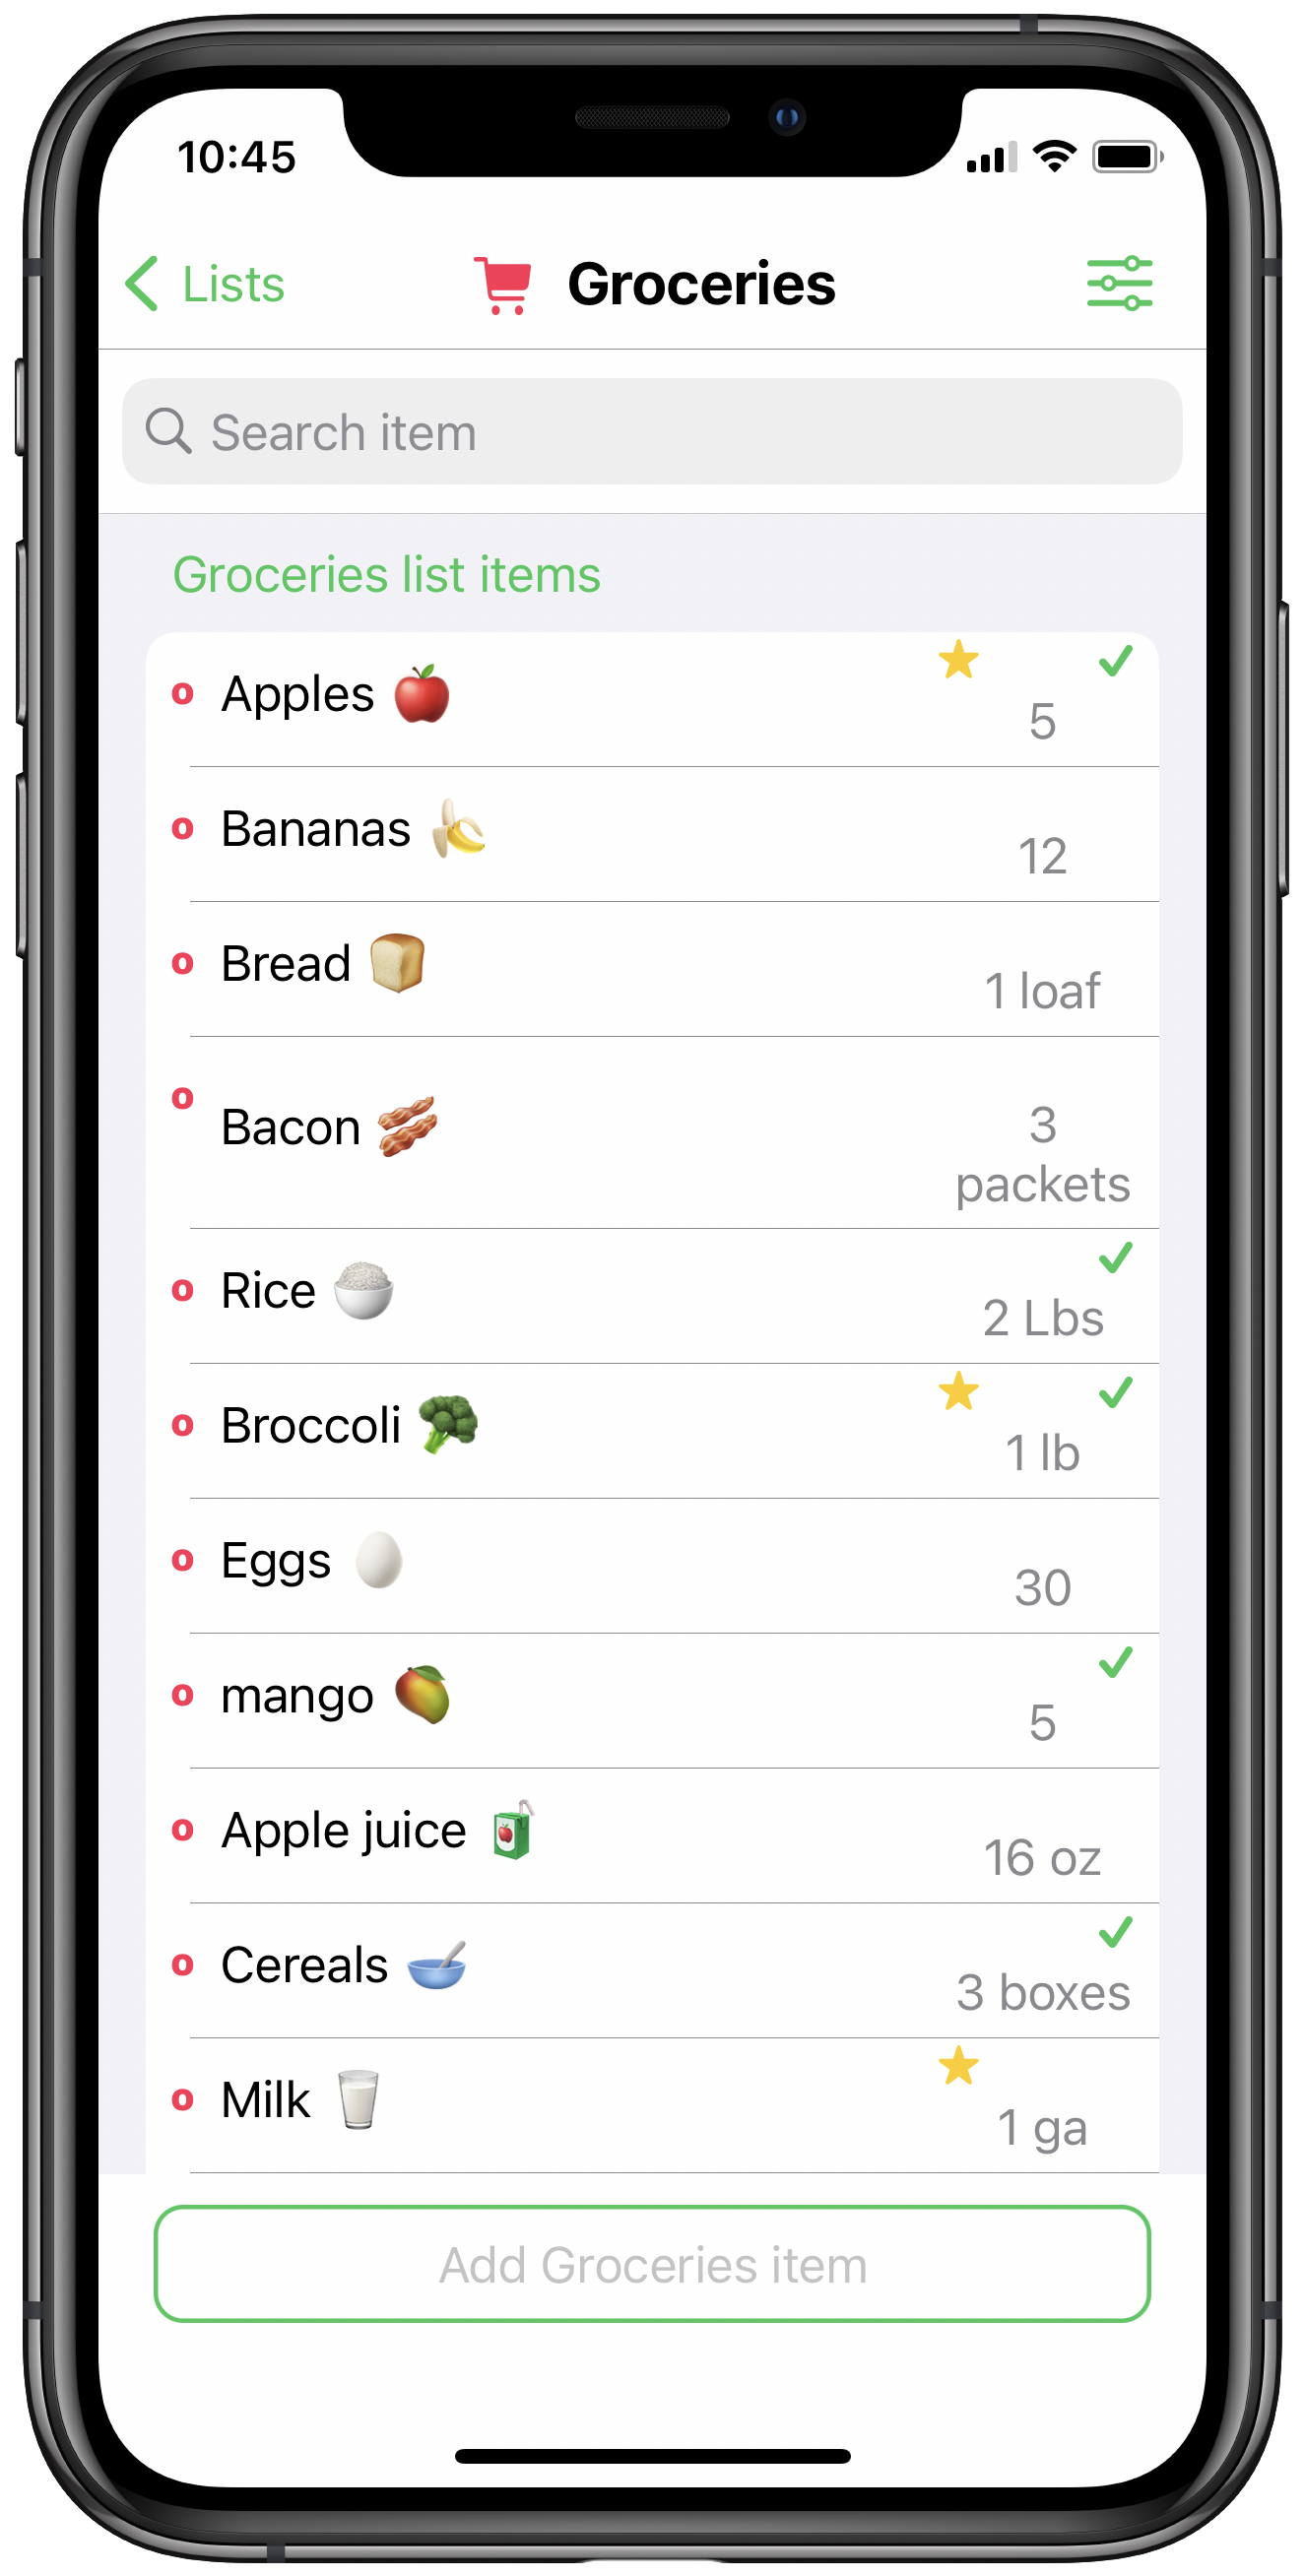 10:45
Lists
Groceries
Search item
Groceries list items
Apples
5
Bananas
12
Bread
1 loaf
Bacon
3
packets
Rice
2 Lbs
Broccoli
1 lb
Eggs
30
mango
5
Apple juice
16 oz
Cereals
3 boxes
Milk
1 ga
Add Groceries item